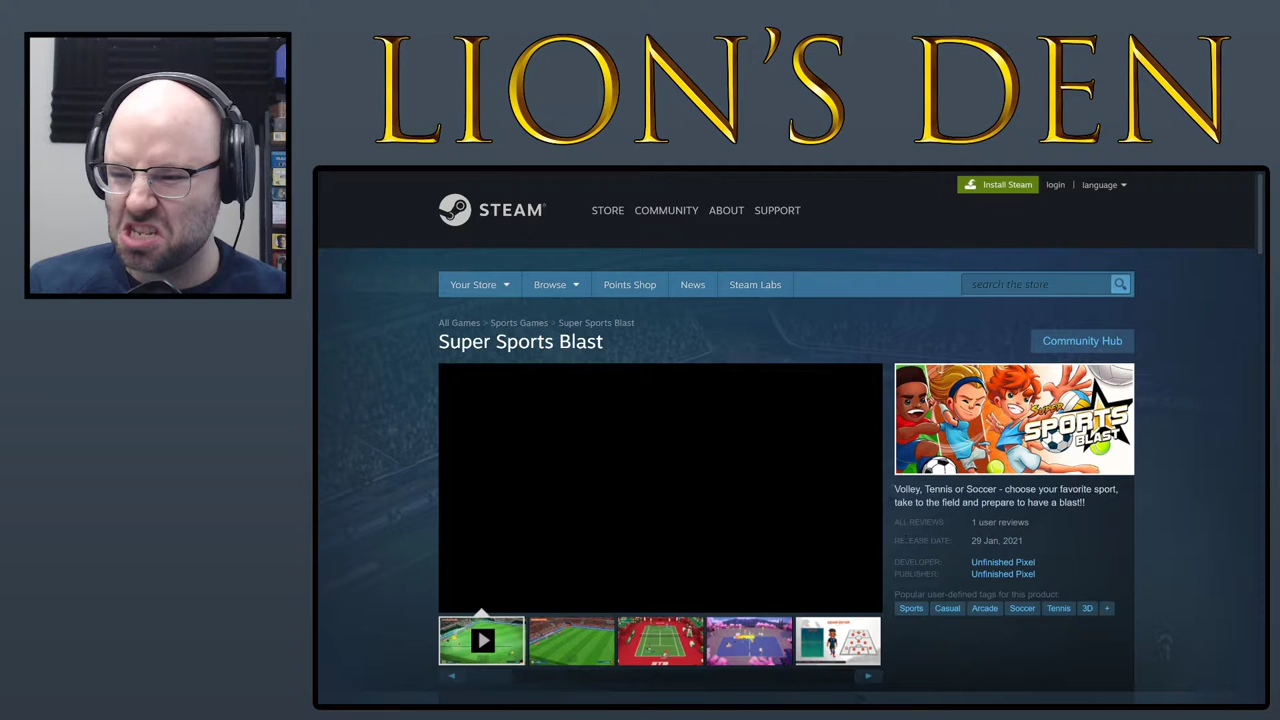 LION'S DEN
Install Steam login | language
STEAM® STORE COMMUNITY ABOUT SUPPORT
Your Store Browse Points Shop News Steam Labs search the store
All Games > Sports Games > Super Sports Blast
Super Sports Blast
Community Hub
SUPER
SPORTS
BLAST
Volley, Tennis or Soccer - choose your favorite sport,
take to the field and prepare to have a blast!!
ALL REVIEWS 1 user reviews
RELEASE DATE: 29 Jan, 2021
DEVELOPER: Unfinished Pixel
PUBLISHER: Unfinished Pixel
Popular user-defined tags for this product:
Sports Casual Arcade Soccer Tennis 3D +